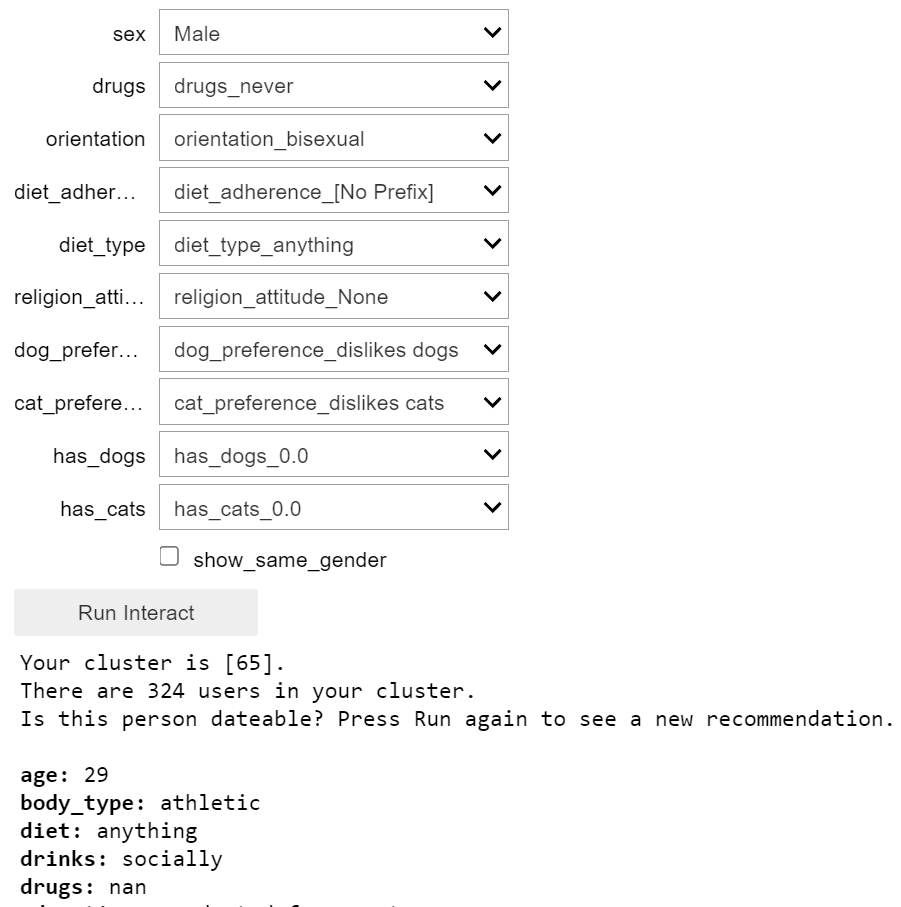 sex Male
drugs drugs_never
orientation orientation_bisexual
diet_adher... diet_adherence_[No Prefix]
diet_type diet_type_anything
religion_atti... religion_attitude_None
dog_prefer... dog_preference_dislikes dogs
cat_prefere... cat_preference_dislikes cats
has_dogs has_dogs_0.0
has_cats has_cats_0.0
show_same_gender
Run Interact
Your cluster is [65].
There are 324 users in your cluster.
Is this person dateable? Press Run again to see a new recommendation.
age: 29
body_type: athletic
diet: anything
drinks: socially
drugs: nan